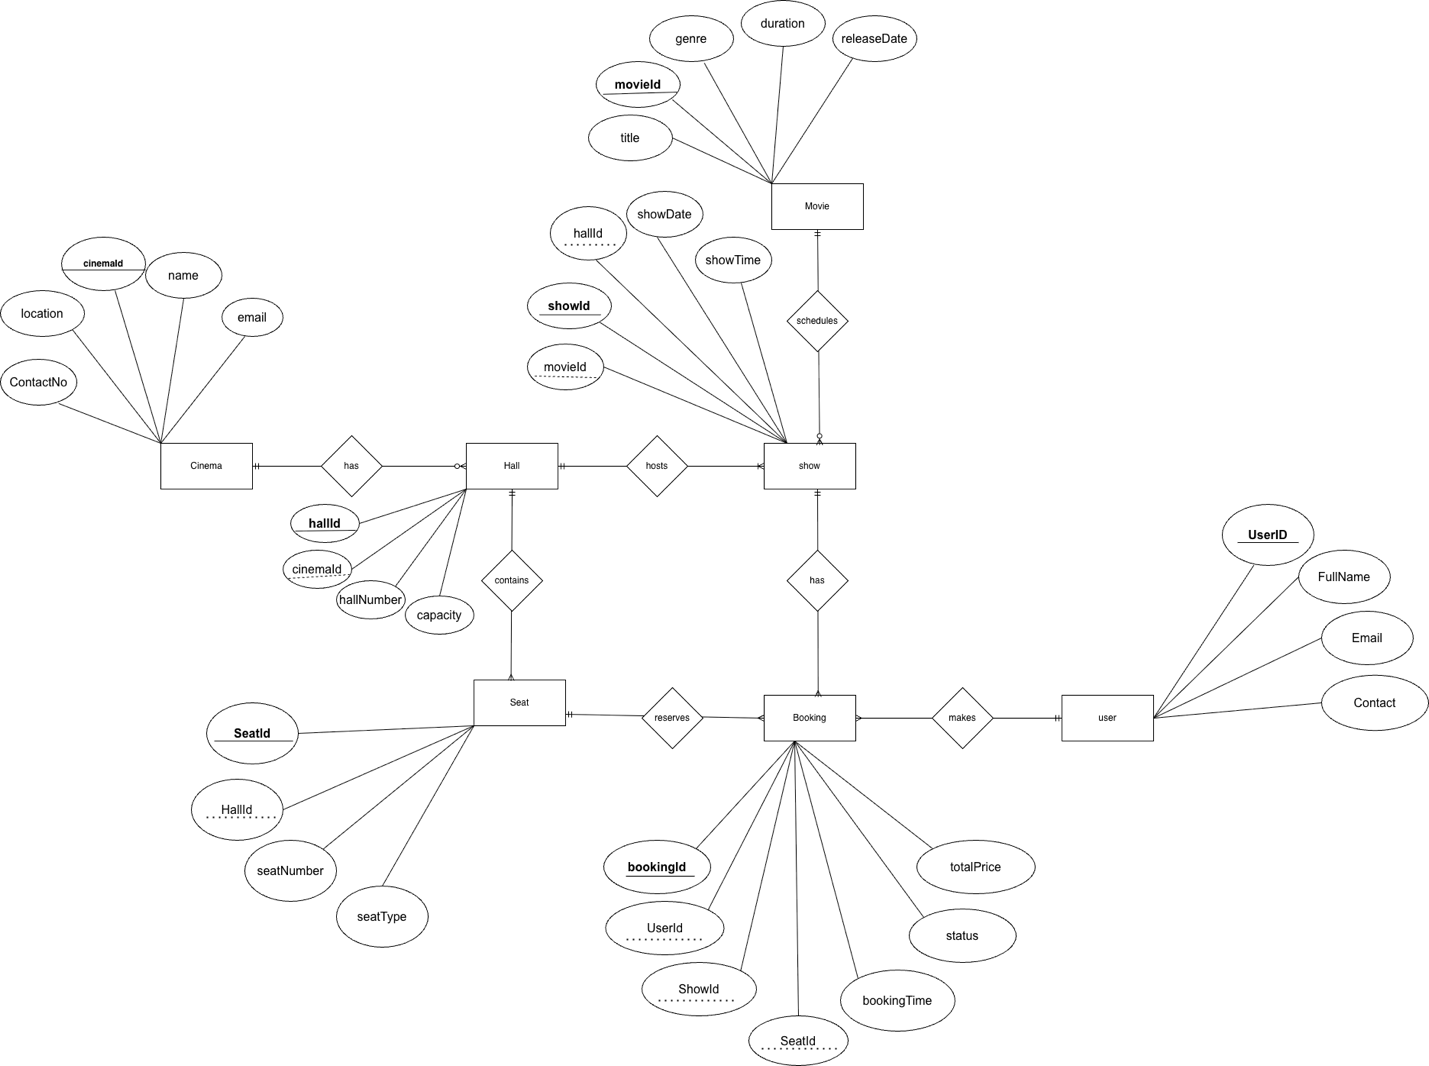 duration
genre
releaseDate
movieId
title
Movie
showDate
hallId
showTime
cinemaId
name
showId
location
email
schedules
movieId
ContactNo
Cinema
has
Hall
hosts
show
hallId
cinemaId
hallNumber
capacity
contains
has
UserID
FullName
Email
Contact
Seat
reserves
Booking
makes
user
SeatId
HallId
seatNumber
seatType
bookingId
totalPrice
UserId
status
ShowId
bookingTime
SeatId